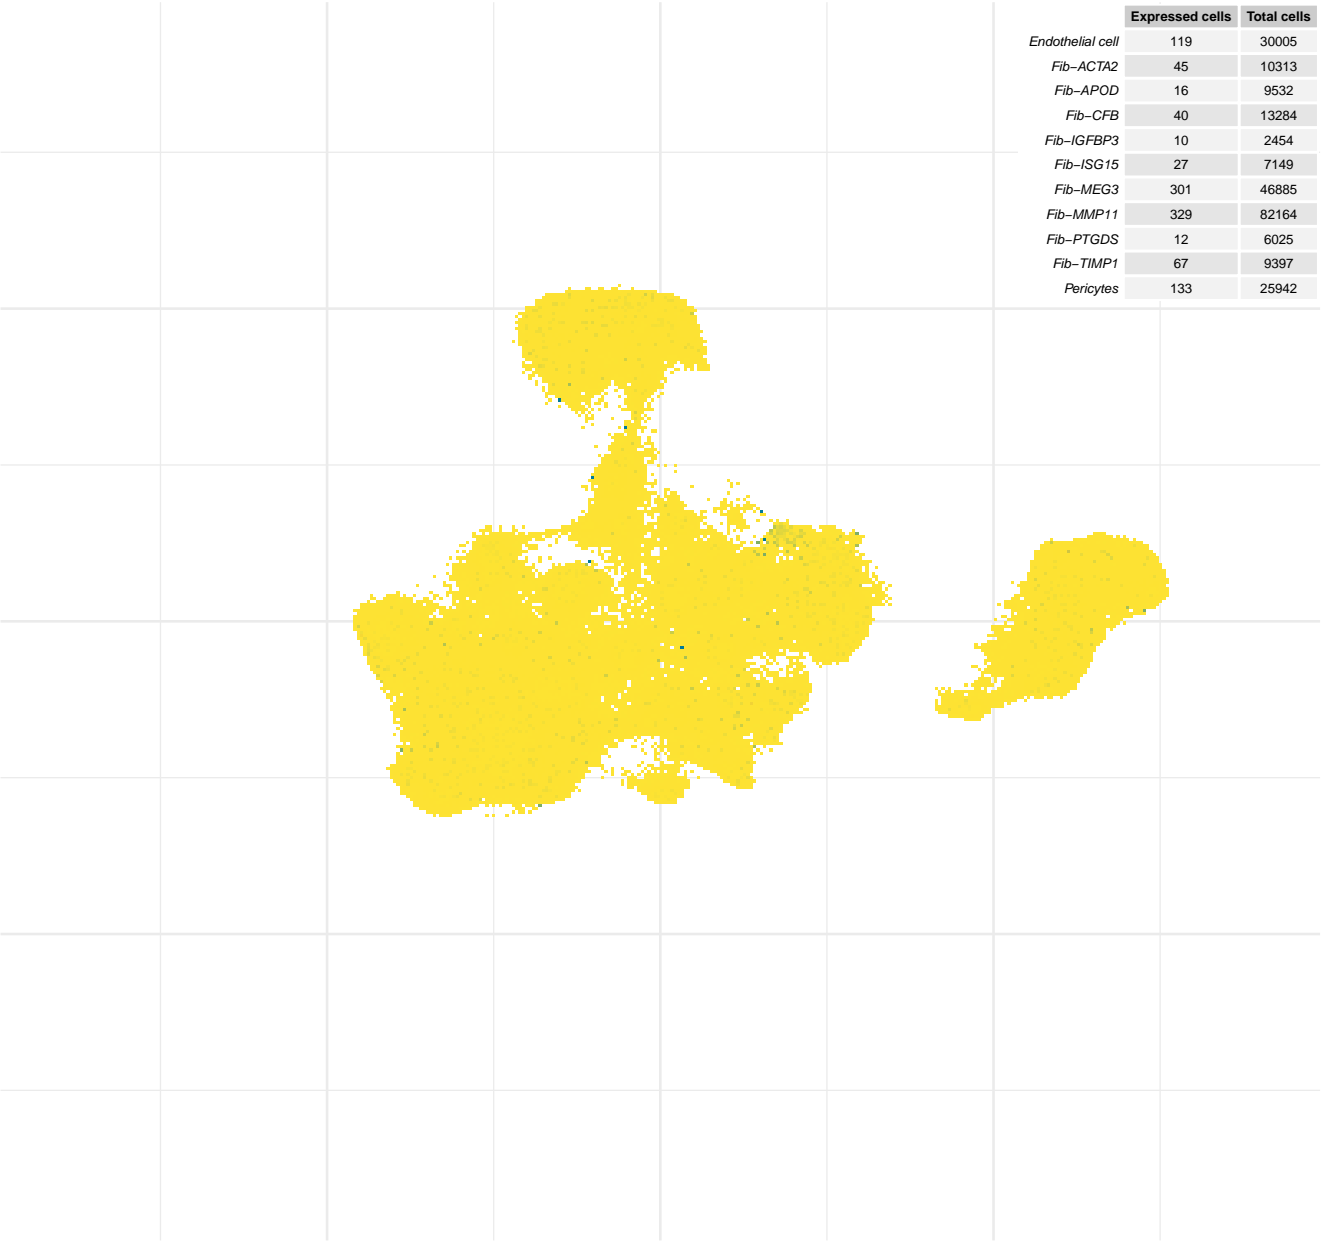 Expressed cells Total cells
Endothelial cell 119 30005
Fib−ACTA2 45 10313
Fib−APOD 16 9532
Fib−CFB 40 13284
Fib−IGFBP3 10 2454
Fib−ISG15 27 7149
Fib−MEG3 301 46885
Fib−MMP11 329 82164
Fib−PTGDS 12 6025
Fib−TIMP1 67 9397
Pericytes 133 25942